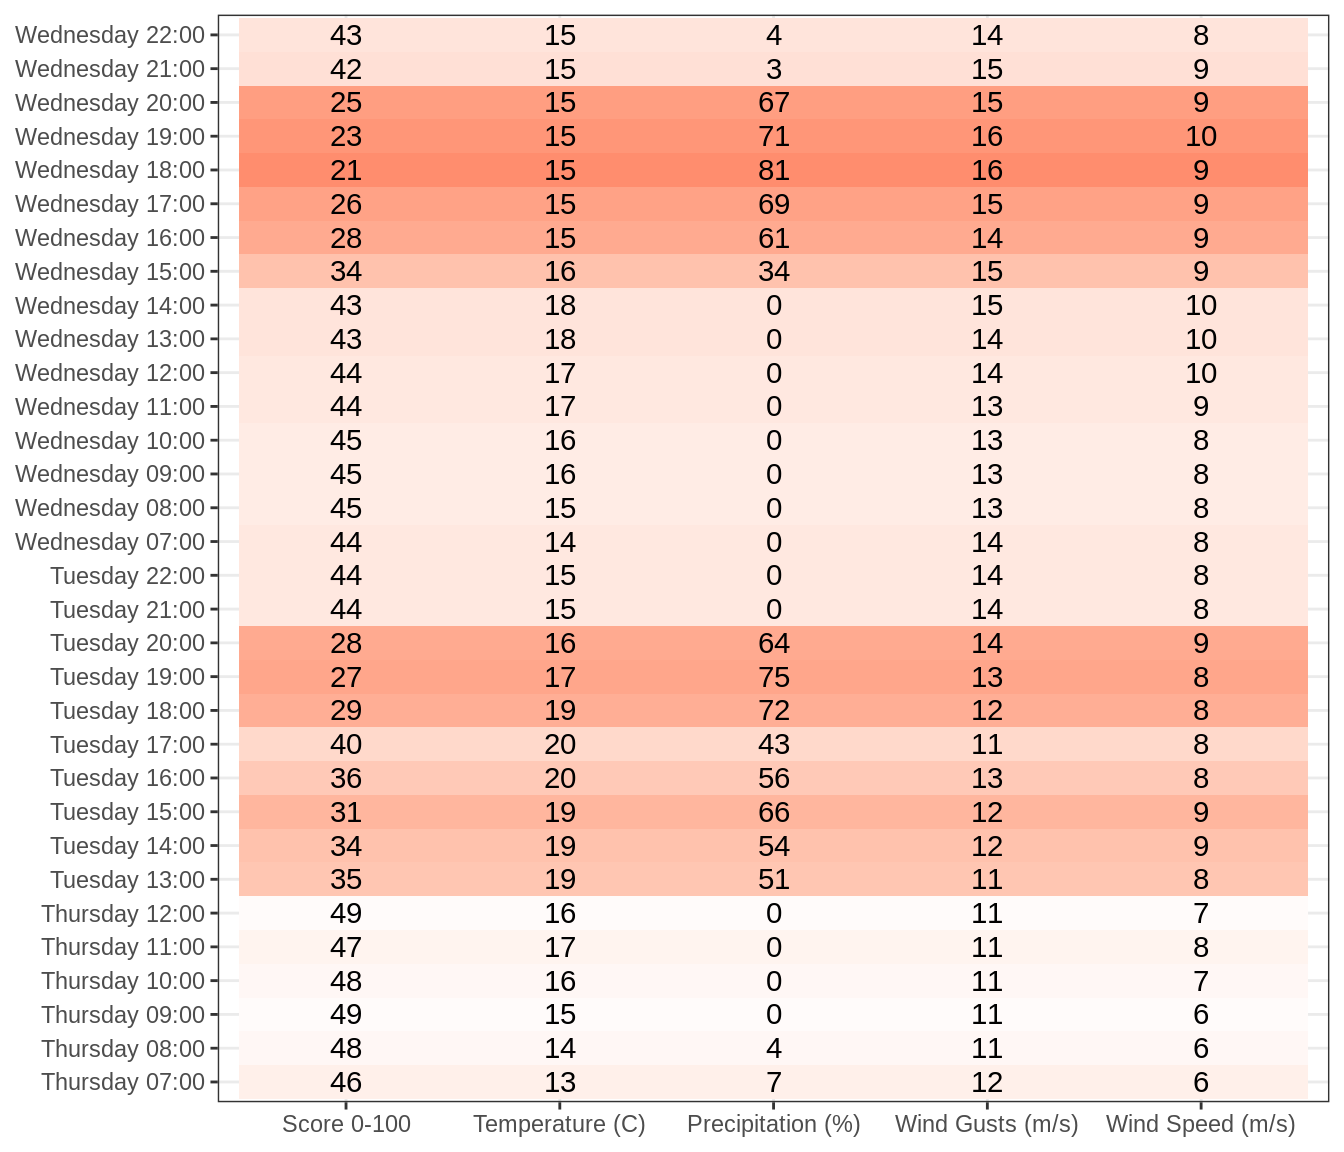 Wednesday 22:00 43 15 4 14 8
Wednesday 21:00 42 15 3 15 9
Wednesday 20:00 25 15 67 15 9
Wednesday 19:00 23 15 71 16 10
Wednesday 18:00 21 15 81 16 9
Wednesday 17:00 26 15 69 15 9
Wednesday 16:00 28 15 61 14 9
Wednesday 15:00 34 16 34 15 9
Wednesday 14:00 43 18 0 15 10
Wednesday 13:00 43 18 0 14 10
Wednesday 12:00 44 17 0 14 10
Wednesday 11:00 44 17 0 13 9
Wednesday 10:00 45 16 0 13 8
Wednesday 09:00 45 16 0 13 8
Wednesday 08:00 45 15 0 13 8
Wednesday 07:00 44 14 0 14 8
Tuesday 22:00 44 15 0 14 8
Tuesday 21:00 44 15 0 14 8
Tuesday 20:00 28 16 64 14 9
Tuesday 19:00 27 17 75 13 8
Tuesday 18:00 29 19 72 12 8
Tuesday 17:00 40 20 43 11 8
Tuesday 16:00 36 20 56 13 8
Tuesday 15:00 31 19 66 12 9
Tuesday 14:00 34 19 54 12 9
Tuesday 13:00 35 19 51 11 8
Thursday 12:00 49 16 0 11 7
Thursday 11:00 47 17 0 11 8
Thursday 10:00 48 16 0 11 7
Thursday 09:00 49 15 0 11 6
Thursday 08:00 48 14 4 11 6
Thursday 07:00 46 13 7 12 6
Score 0-100 Temperature (C) Precipitation (%) Wind Gusts (m/s) Wind Speed (m/s)